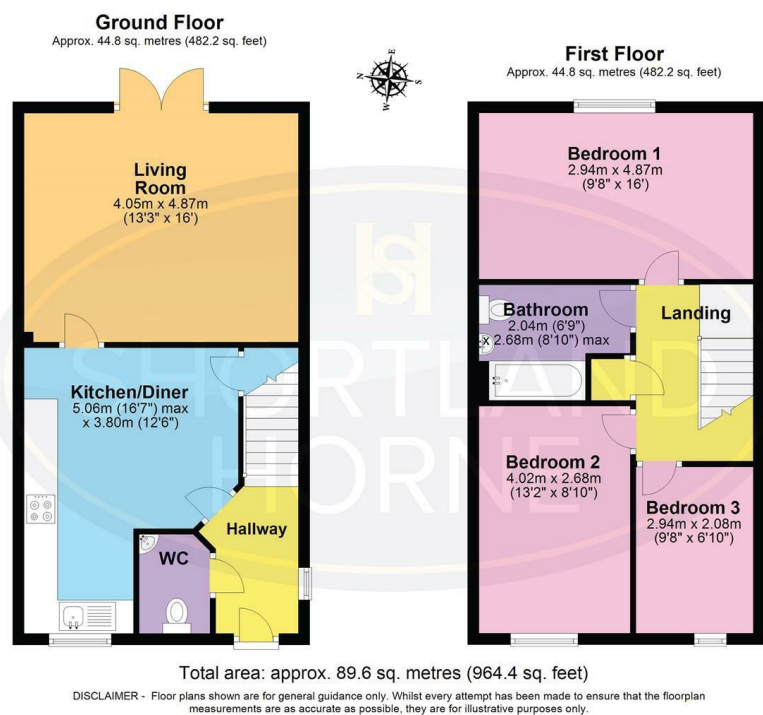 Ground Floor
Approx. 44.8 sq. metres (482.2 sq. feet)
Living
Room
4.05m x 4.87m
(13'3" x 16')
Kitchen/Diner
5.06m (16'7") max
x 3.80m (12'6")
WC
Hallway
N
E
S
W
First Floor
Approx. 44.8 sq. metres (482.2 sq. feet)
Bedroom 1
2.94m x 4.87m
(9'8" x 16')
Bathroom
2.04m (6'9")
x 2.68m (8'10") max
Landing
Bedroom 2
4.02m x 2.68m
(13'2" x 8'10")
Bedroom 3
2.94m x 2.08m
(9'8" x 6'10")
SHORTLAND
HORNE
Total area: approx. 89.6 sq. metres (964.4 sq. feet)
DISCLAIMER - Floor plans shown are for general guidance only. Whilst every attempt has been made to ensure that the floorplan
measurements are as accurate as possible, they are for illustrative purposes only.